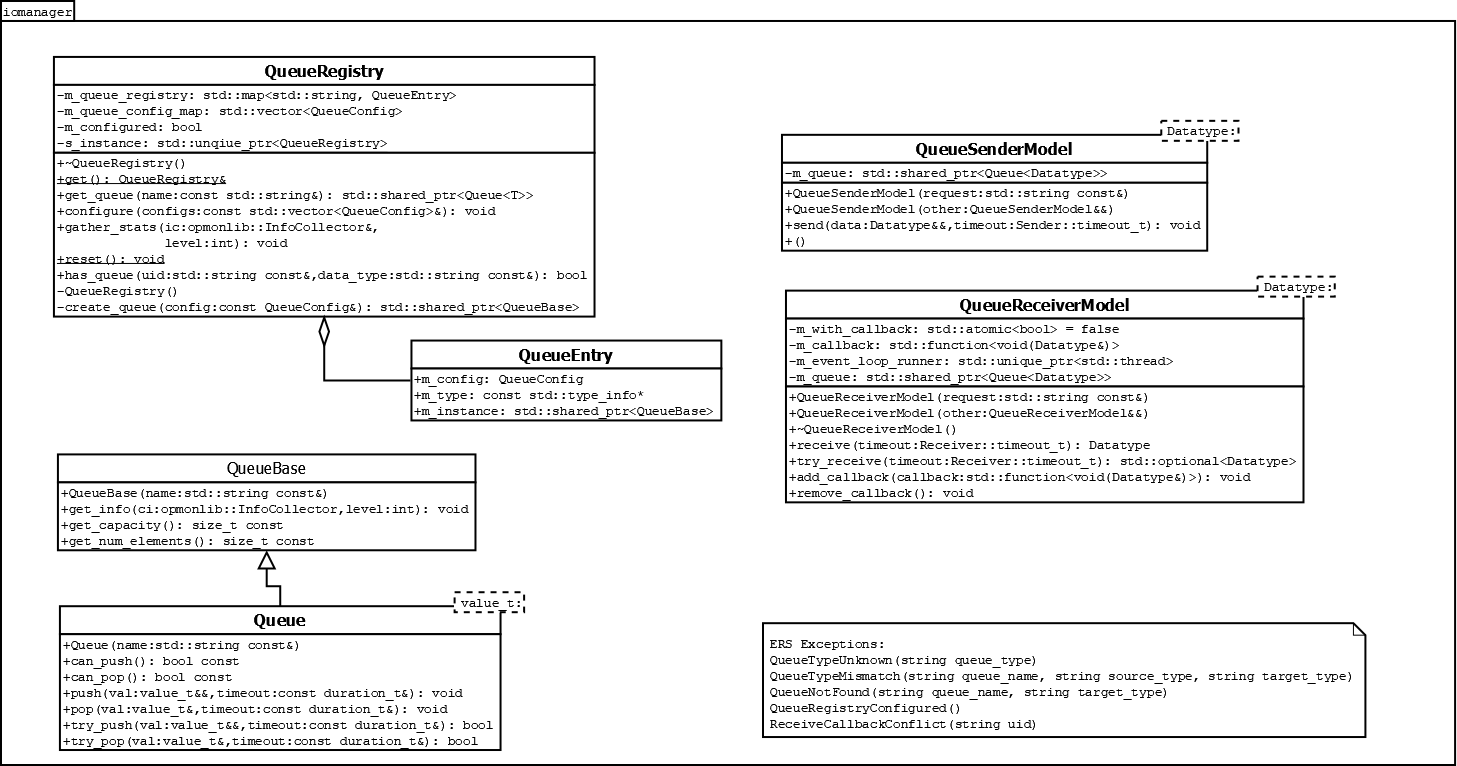 iomanager
QueueRegistry
-m_queue_registry: std::map<std::string, QueueEntry>
-m_queue_config_map: std::vector<QueueConfig>
-m_configured: bool
-s_instance: std::unqiue_ptr<QueueRegistry>
+~QueueRegistry()
+get(): QueueRegistry&
+get_queue(name:const std::string&): std::shared_ptr<Queue<T>>
+configure(configs:const std::vector<QueueConfig>&): void
+gather_stats(ic:opmonlib::InfoCollector&,
level:int): void
+reset(): void
+has_queue(uid:std::string const&,data_type:std::string const&): bool
-QueueRegistry()
-create_queue(config:const QueueConfig&): std::shared_ptr<QueueBase>
QueueEntry
+m_config: QueueConfig
+m_type: const std::type_info*
+m_instance: std::shared_ptr<QueueBase>
QueueBase
+QueueBase(name:std::string const&)
+get_info(ci:opmonlib::InfoCollector,level:int): void
+get_capacity(): size_t const
+get_num_elements(): size_t const
value_t:
Queue
+Queue(name:std::string const&)
+can_push(): bool const
+can_pop(): bool const
+push(val:value_t&&,timeout:const duration_t&): void
+pop(val:value_t&,timeout:const duration_t&): void
+try_push(val:value_t&&,timeout:const duration_t&): bool
+try_pop(val:value_t&,timeout:const duration_t&): bool
Datatype:
QueueSenderModel
-m_queue: std::shared_ptr<Queue<Datatype>>
+QueueSenderModel(request:std::string const&)
+QueueSenderModel(other:QueueSenderModel&&)
+send(data:Datatype&&,timeout:Sender::timeout_t): void
+()
Datatype:
QueueReceiverModel
-m_with_callback: std::atomic<bool> = false
-m_callback: std::function<void(Datatype&)>
-m_event_loop_runner: std::unique_ptr<std::thread>
-m_queue: std::shared_ptr<Queue<Datatype>>
+QueueReceiverModel(request:std::string const&)
+QueueReceiverModel(other:QueueReceiverModel&&)
+~QueueReceiverModel()
+receive(timeout:Receiver::timeout_t): Datatype
+try_receive(timeout:Receiver::timeout_t): std::optional<Datatype>
+add_callback(callback:std::function<void(Datatype&)>): void
+remove_callback(): void
ERS Exceptions:
QueueTypeUnknown(string queue_type)
QueueTypeMismatch(string queue_name, string source_type, string target_type)
QueueNotFound(string queue_name, string target_type)
QueueRegistryConfigured()
ReceiveCallbackConflict(string uid)